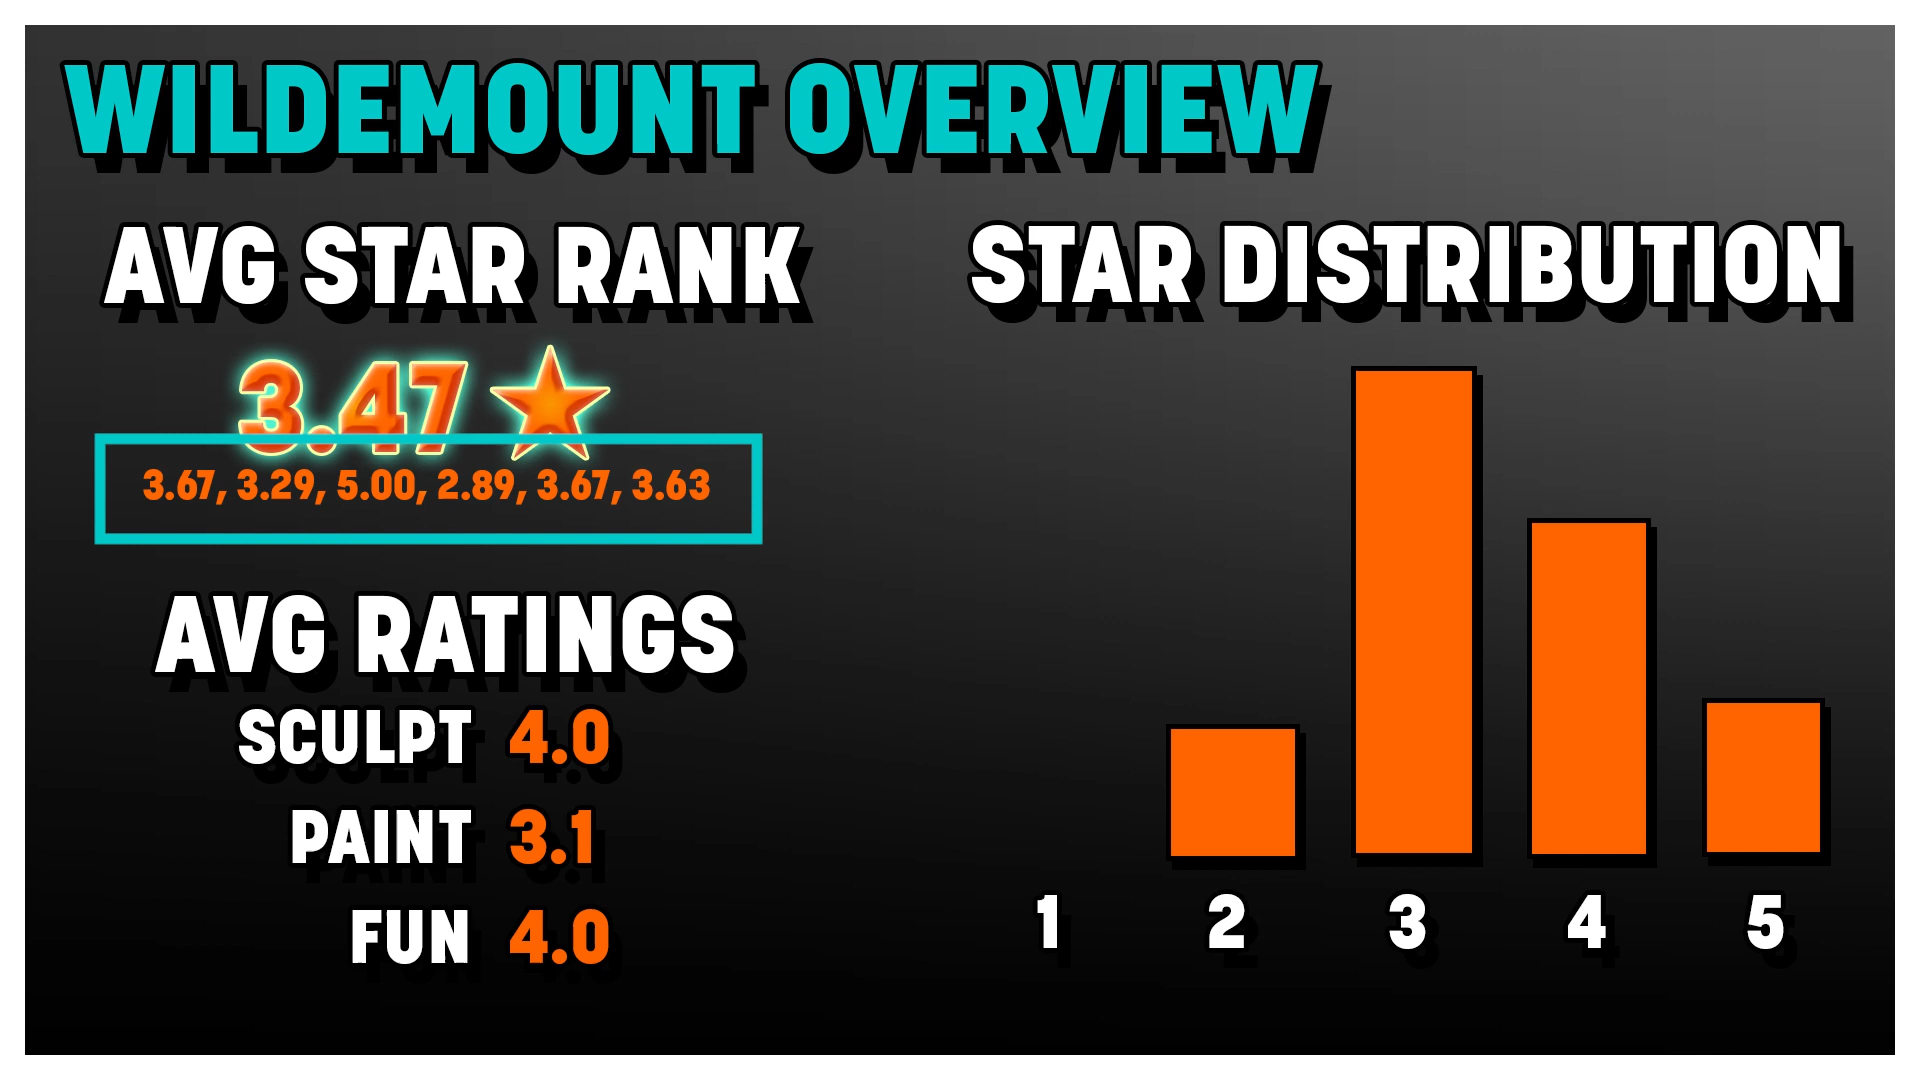 WILDEMOUNT OVERVIEW
AVG STAR RANK
3.47
3.67, 3.29, 5.00, 2.89, 3.67, 3.63
AVG RATINGS
SCULPT 4.0
PAINT 3.1
FUN 4.0
STAR DISTRIBUTION
1 2 3 4 5